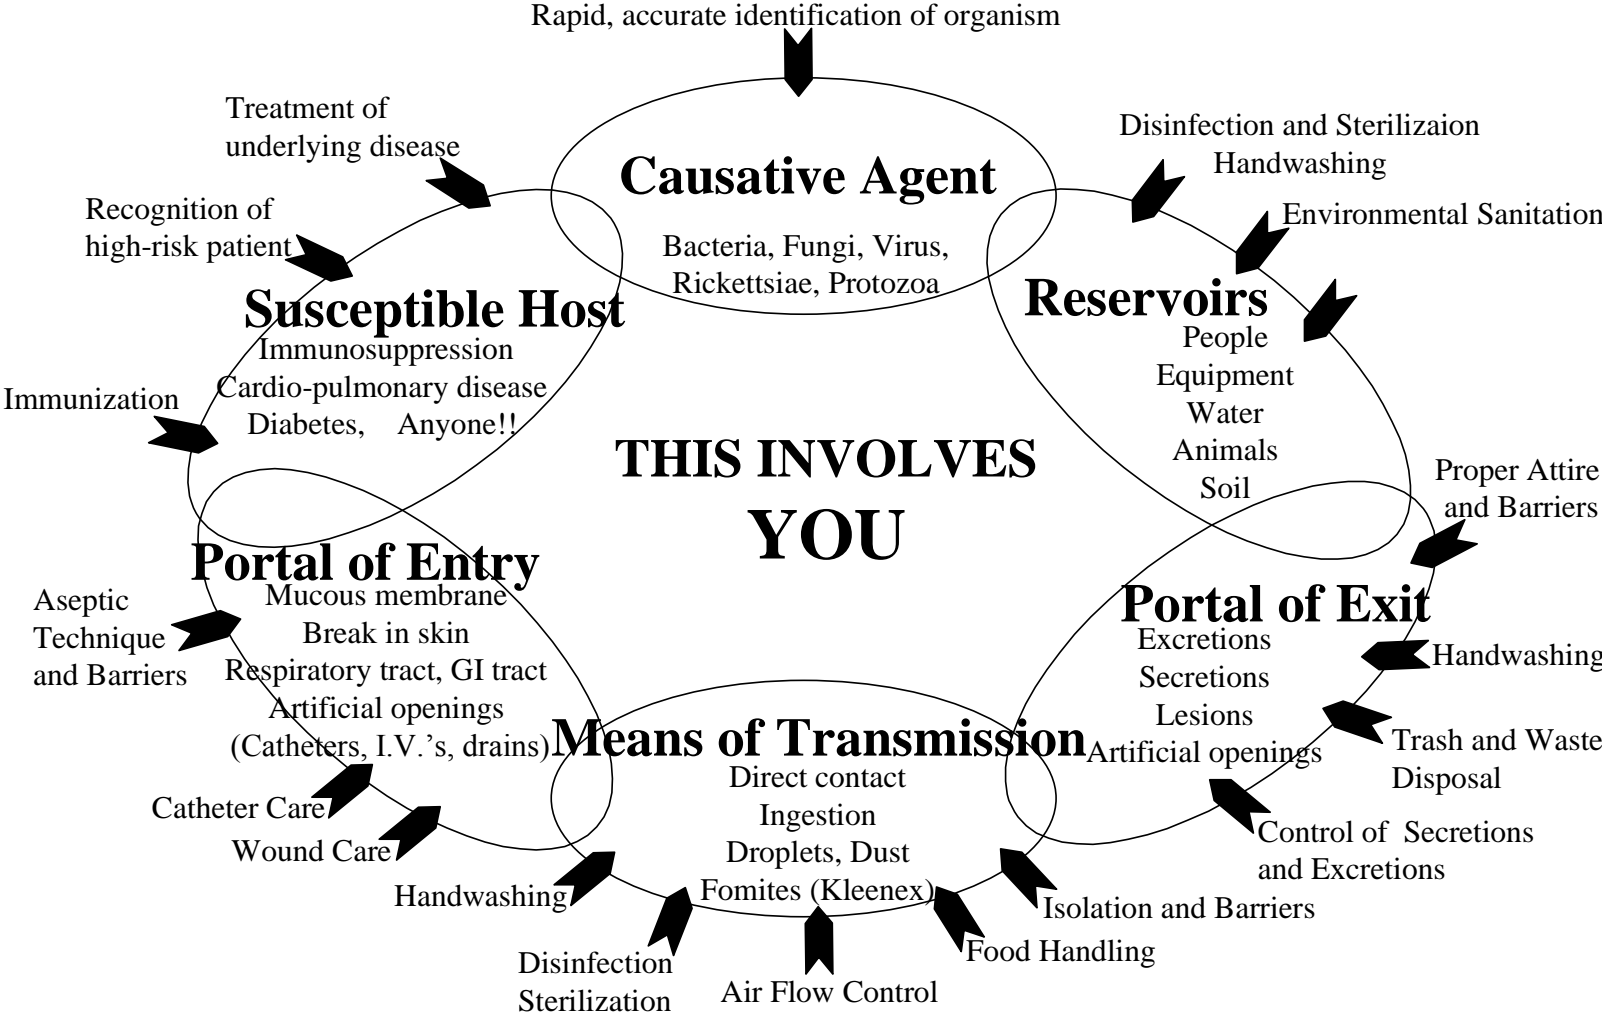 Rapid, accurate identification of organism
Causative Agent
Bacteria, Fungi, Virus,
Rickettsiae, Protozoa
Disinfection and Sterilizaion
Handwashing
Environmental Sanitation
Reservoirs
People
Equipment
Water
Animals
Soil
Proper Attire
and Barriers
Portal of Exit
Excretions
Secretions
Lesions
Artificial openings
Handwashing
Trash and Waste
Disposal
Control of  Secretions
and Excretions
Means of Transmission
Direct contact
Ingestion
Droplets, Dust
Fomites (Kleenex)
Isolation and Barriers
Food Handling
Air Flow Control
Disinfection
Sterilization
Handwashing
Portal of Entry
Mucous membrane
Break in skin
Respiratory tract, GI tract
Artificial openings
(Catheters, I.V.’s, drains)
Wound Care
Catheter Care
Aseptic
Technique
and Barriers
Susceptible Host
Immunosuppression
Cardio-pulmonary disease
Diabetes,    Anyone!!
Immunization
Recognition of
high-risk patient
Treatment of
underlying disease
THIS INVOLVES
YOU